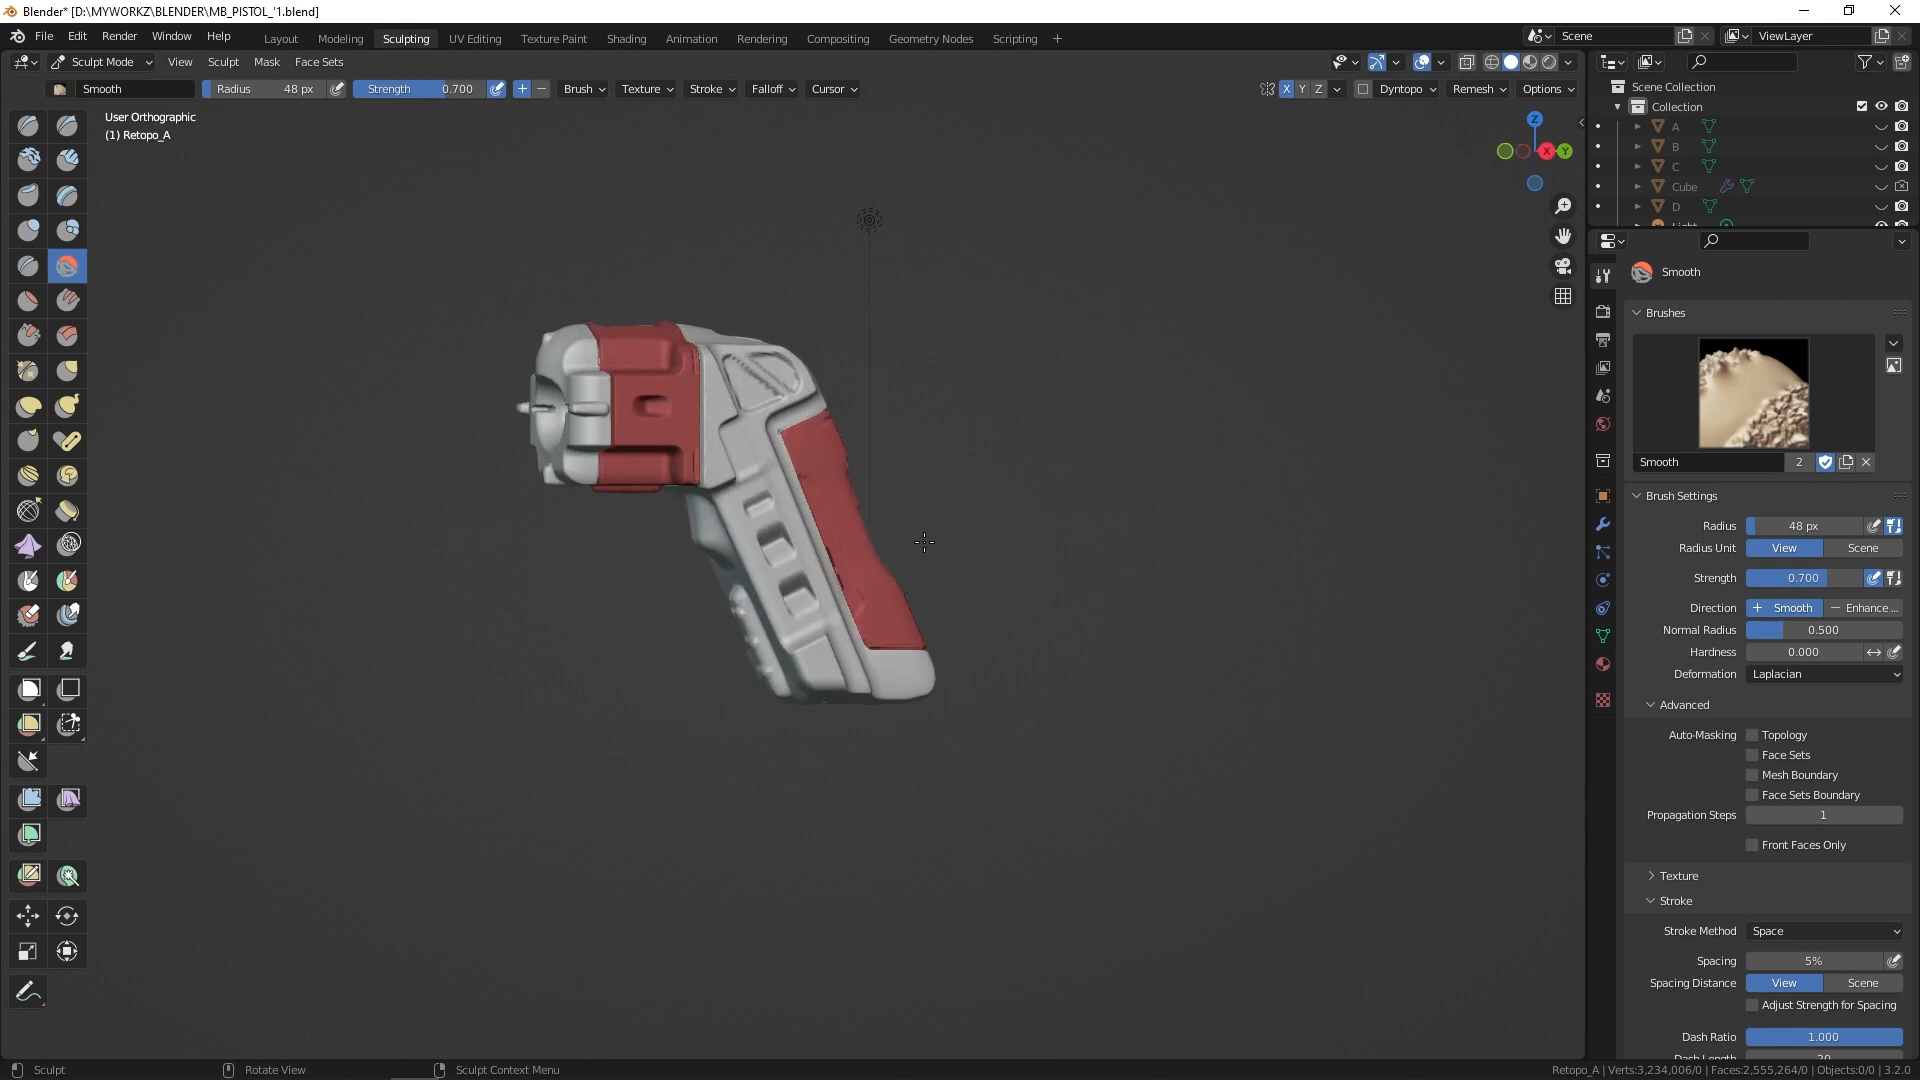 Blender* [D:\MYWORKZ\BLENDER\MB_PISTOL_'1.blend]
File Edit Render Window Help
Layout Modeling Sculpting UV Editing Texture Paint Shading Animation Rendering Compositing Geometry Nodes Scripting +
Scene ViewLayer
Sculpt Mode View Sculpt Mask Face Sets
Smooth Radius 48 px Strength 0.700 Brush Texture Stroke Falloff Cursor X Y Z Dyntopo Remesh Options
User Orthographic
(1) Retopo_A
Z
X Y
Scene Collection
Collection
A
B
C
Cube
D
Smooth
Brushes
Smooth 2
Brush Settings
Radius 48 px
Radius Unit View Scene
Strength 0.700
Direction + Smooth − Enhance ...
Normal Radius 0.500
Hardness 0.000
Deformation Laplacian
Advanced
Auto-Masking Topology
Face Sets
Mesh Boundary
Face Sets Boundary
Propagation Steps 1
Front Faces Only
Texture
Stroke
Stroke Method Space
Spacing 5%
Spacing Distance View Scene
Adjust Strength for Spacing
Dash Ratio 1.000
Dash Length 20
Sculpt Rotate View Sculpt Context Menu
Retopo_A | Verts:3,234,006/0 | Faces:2,555,264/0 | Objects:0/0 | 3.2.0